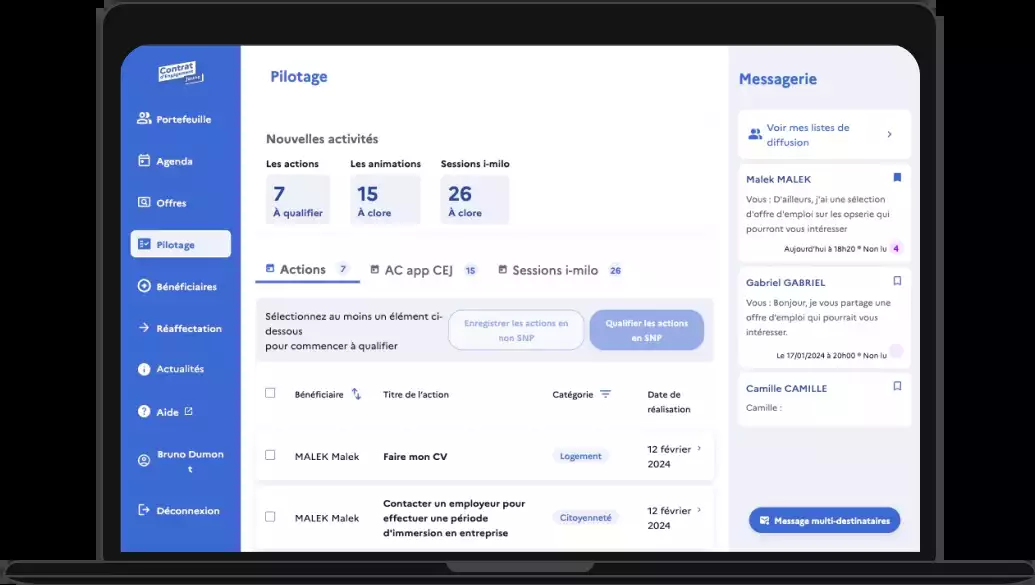 Contrat
d'Engagement
Jeune
Portefeuille
Agenda
Offres
Pilotage
Bénéficiaires
Réaffectation
Actualités
Aide
Bruno Dumon
t
Déconnexion
Pilotage
Nouvelles activités
Les actions
7
À qualifier
Les animations
15
À clore
Sessions i-milo
26
À clore
Actions 7
AC app CEJ 15
Sessions i-milo 26
Sélectionnez au moins un élément ci-
dessous
pour commencer à qualifier
Enregistrer les actions en
non SNP
Qualifier les actions
en SNP
Bénéficiaire
Titre de l'action
Catégorie
Date de
réalisation
MALEK Malek
Faire mon CV
Logement
12 février
2024
MALEK Malek
Contacter un employeur pour
effectuer une période
d'immersion en entreprise
Citoyenneté
12 février
2024
Messagerie
Voir mes listes de
diffusion
Malek MALEK
Vous : D'ailleurs, j'ai une sélection
d'offre d'emploi sur les opserie qui
pourront vous intéresser
Aujourd'hui à 18h20 • Non lu 4
Gabriel GABRIEL
Vous : Bonjour, je vous partage une
offre d'emploi qui pourrait vous
intéresser.
Le 17/01/2024 à 20h00 • Non lu
Camille CAMILLE
Camille :
Message multi-destinataires